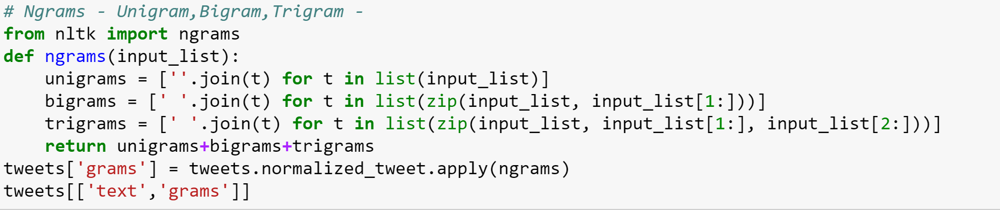 # Ngrams - Unigram,Bigram,Trigram -
from nltk import ngrams
def ngrams(input_list):
    unigrams = [''.join(t) for t in list(input_list)]
    bigrams = [' '.join(t) for t in list(zip(input_list, input_list[1:]))]
    trigrams = [' '.join(t) for t in list(zip(input_list, input_list[1:], input_list[2:]))]
    return unigrams+bigrams+trigrams
tweets['grams'] = tweets.normalized_tweet.apply(ngrams)
tweets[['text','grams']]